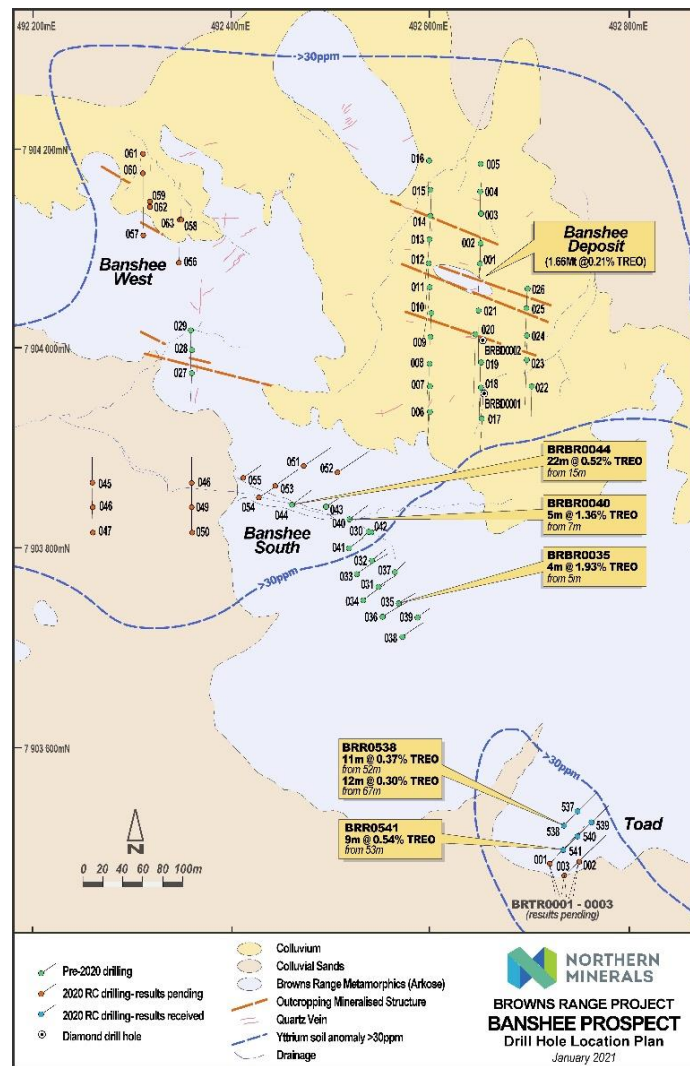 492 200mE
492 400mE
492 600mE
492 800mE
>30ppm
7 904 200mN
061
060
059
062
063
058
057
056
Banshee
West
016
005
015
004
014
003
013
002
012
001
Banshee
Deposit
(1.66Mt @0.21% TREO)
011
026
010
021
025
009
020
024
BRBD0002
008
019
023
007
018
022
BRBD0001
006
017
7 904 000mN
029
028
027
051
052
055
053
054
044
043
045
046
046
049
047
050
Banshee
South
040
030
042
041
032
033
037
031
034
035
036
039
038
BRBR0044
22m @ 0.52% TREO
from 15m
BRBR0040
5m @ 1.36% TREO
from 7m
BRBR0035
4m @ 1.93% TREO
from 5m
7 903 800mN
>30ppm
7 903 600mN
BRR0538
11m @ 0.37% TREO
from 52m
12m @ 0.30% TREO
from 67m
BRR0541
9m @ 0.54% TREO
from 53m
>30ppm
537
538
539
540
541
001
003
002
Toad
BRTR0001 - 0003
(results pending)
N
0 20 40 60 80 100m
Pre-2020 drilling
2020 RC drilling-results pending
2020 RC drilling-results received
Diamond drill hole
Colluvium
Colluvial Sands
Browns Range Metamorphics (Arkose)
Outcropping Mineralised Structure
Quartz Vein
Yttrium soil anomaly >30ppm
Drainage
NORTHERN
MINERALS
BROWNS RANGE PROJECT
BANSHEE PROSPECT
Drill Hole Location Plan
January 2021